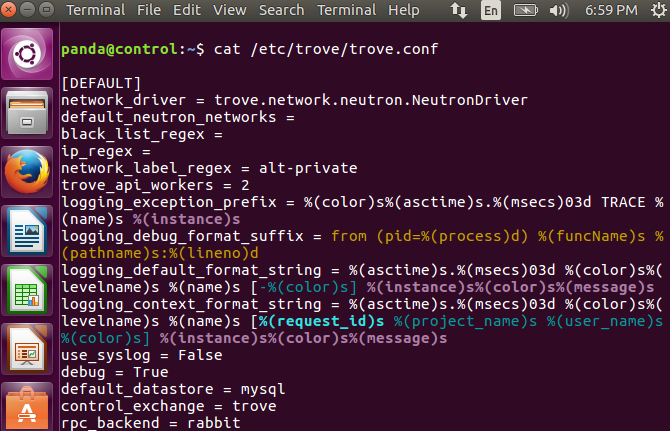 Terminal File Edit View Search Terminal Help En 6:59 PM
panda@control:~$ cat /etc/trove/trove.conf
[DEFAULT]
network_driver = trove.network.neutron.NeutronDriver
default_neutron_networks =
black_list_regex =
ip_regex =
network_label_regex = alt-private
trove_api_workers = 2
logging_exception_prefix = %(color)s%(asctime)s.%(msecs)03d TRACE %
(name)s %(instance)s
logging_debug_format_suffix = from (pid=%(process)d) %(funcName)s %
(pathname)s:%(lineno)d
logging_default_format_string = %(asctime)s.%(msecs)03d %(color)s%(
levelname)s %(name)s [-%(color)s] %(instance)s%(color)s%(message)s
logging_context_format_string = %(asctime)s.%(msecs)03d %(color)s%(
levelname)s %(name)s [%(request_id)s %(project_name)s %(user_name)s
%(color)s] %(instance)s%(color)s%(message)s
use_syslog = False
debug = True
default_datastore = mysql
control_exchange = trove
rpc_backend = rabbit